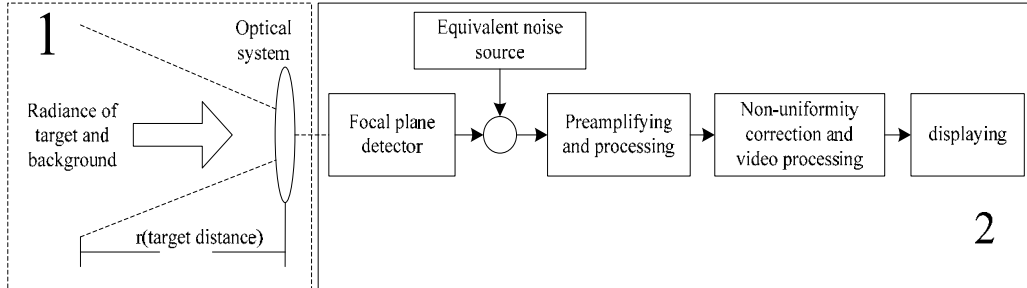 1
Optical
system
Radiance of
target and
background
r(target distance)
Equivalent noise
source
Focal plane
detector
Preamplifying
and processing
Non-uniformity
correction and
video processing
displaying
2